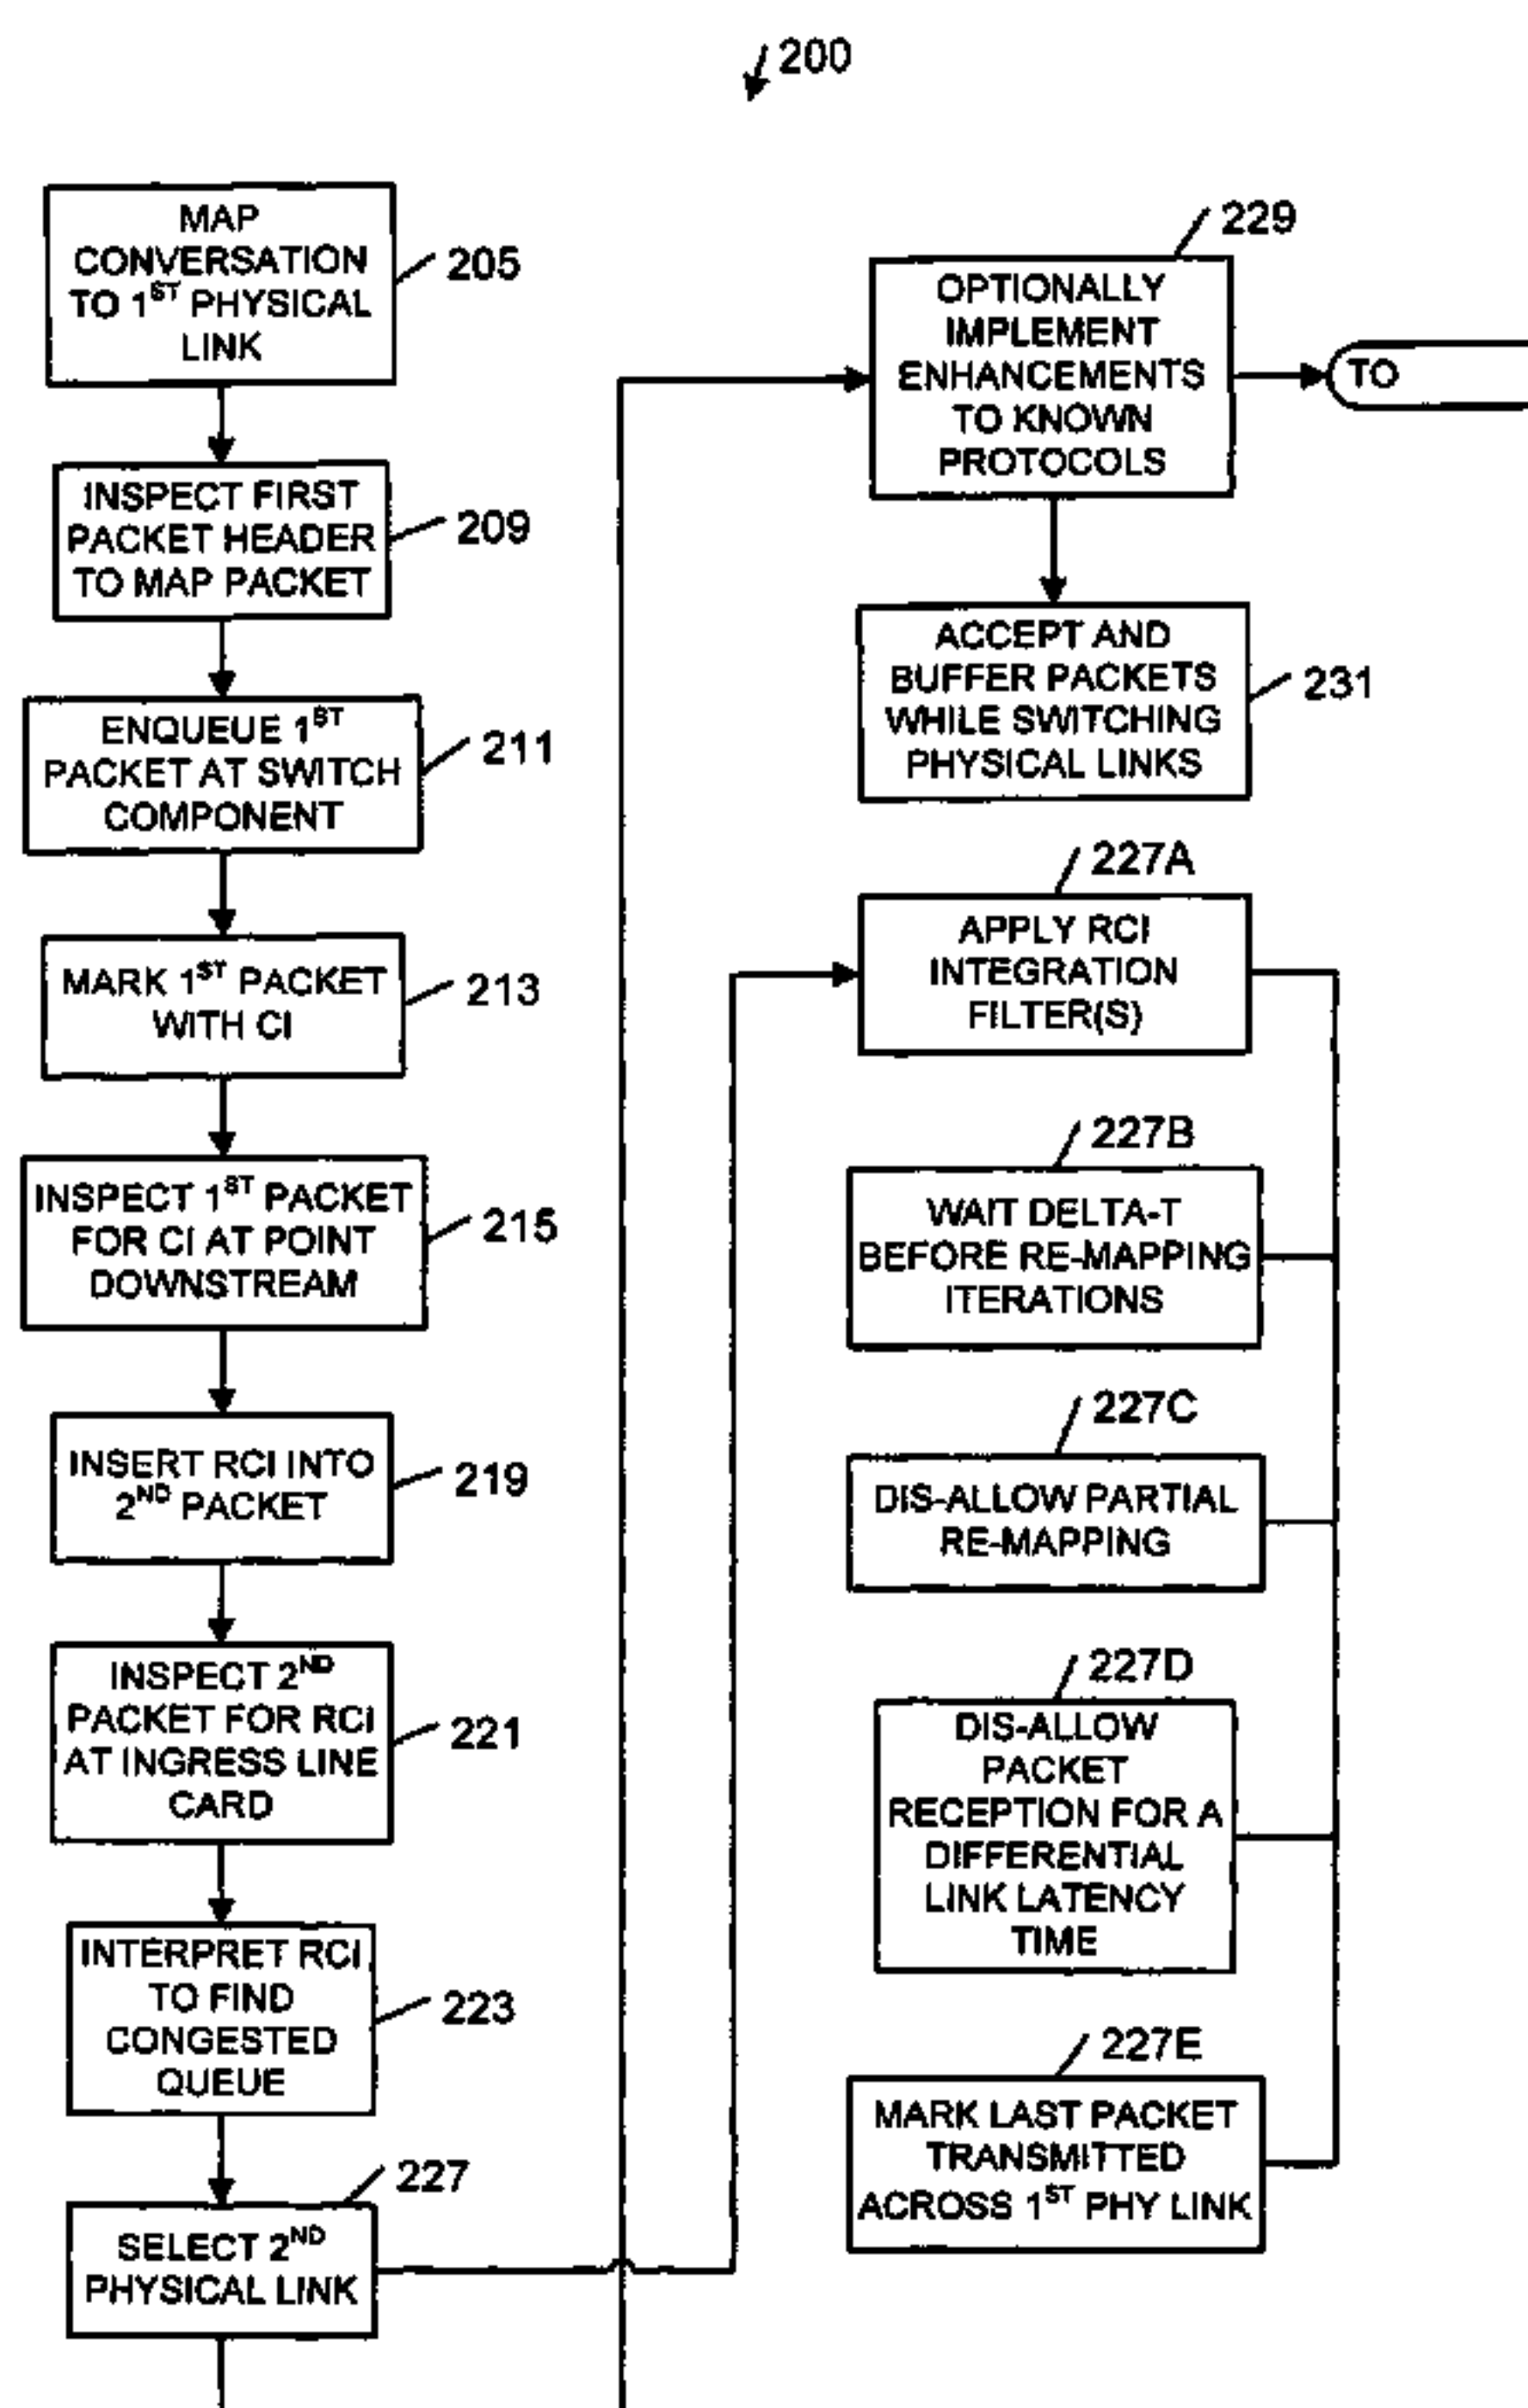 200
MAP
CONVERSATION
TO 1ST PHYSICAL
LINK
205
INSPECT FIRST
PACKET HEADER
TO MAP PACKET
209
ENQUEUE 1ST
PACKET AT SWITCH
COMPONENT
211
MARK 1ST PACKET
WITH CI
213
INSPECT 1ST PACKET
FOR CI AT POINT
DOWNSTREAM
215
INSERT RCI INTO
2ND PACKET
219
INSPECT 2ND
PACKET FOR RCI
AT INGRESS LINE
CARD
221
INTERPRET RCI
TO FIND
CONGESTED
QUEUE
223
227
SELECT 2ND
PHYSICAL LINK
229
OPTIONALLY
IMPLEMENT
ENHANCEMENTS
TO KNOWN
PROTOCOLS
TO
ACCEPT AND
BUFFER PACKETS
WHILE SWITCHING
PHYSICAL LINKS
231
227A
APPLY RCI
INTEGRATION
FILTER(S)
227B
WAIT DELTA-T
BEFORE RE-MAPPING
ITERATIONS
227C
DIS-ALLOW PARTIAL
RE-MAPPING
227D
DIS-ALLOW
PACKET
RECEPTION FOR A
DIFFERENTIAL
LINK LATENCY
TIME
227E
MARK LAST PACKET
TRANSMITTED
ACROSS 1ST PHY LINK